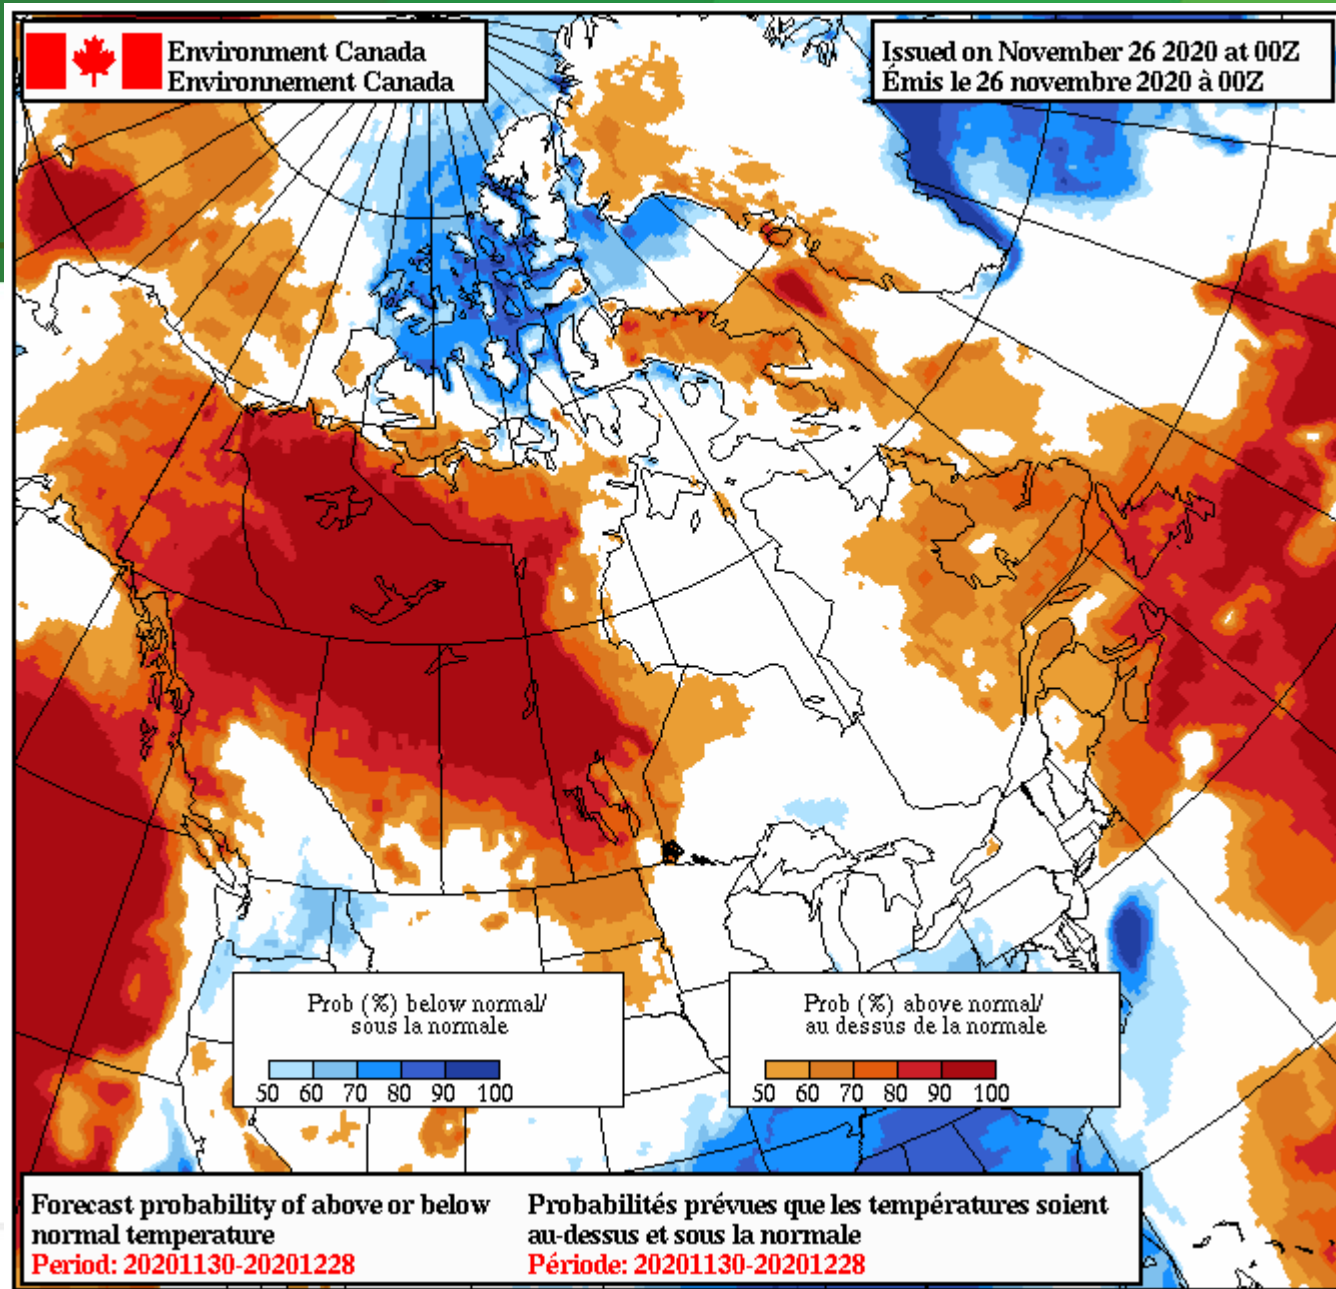 Environment Canada
Environnement Canada
Issued on November 26 2020 at 00Z
Émis le 26 novembre 2020 à 00Z
Prob (%) below normal/
sous la normale
50 60 70 80 90 100
Prob (%) above normal/
au dessus de la normale
50 60 70 80 90 100
Forecast probability of above or below
normal temperature
Period: 20201130-20201228
Probabilités prévues que les températures soient
au-dessus et sous la normale
Période: 20201130-20201228